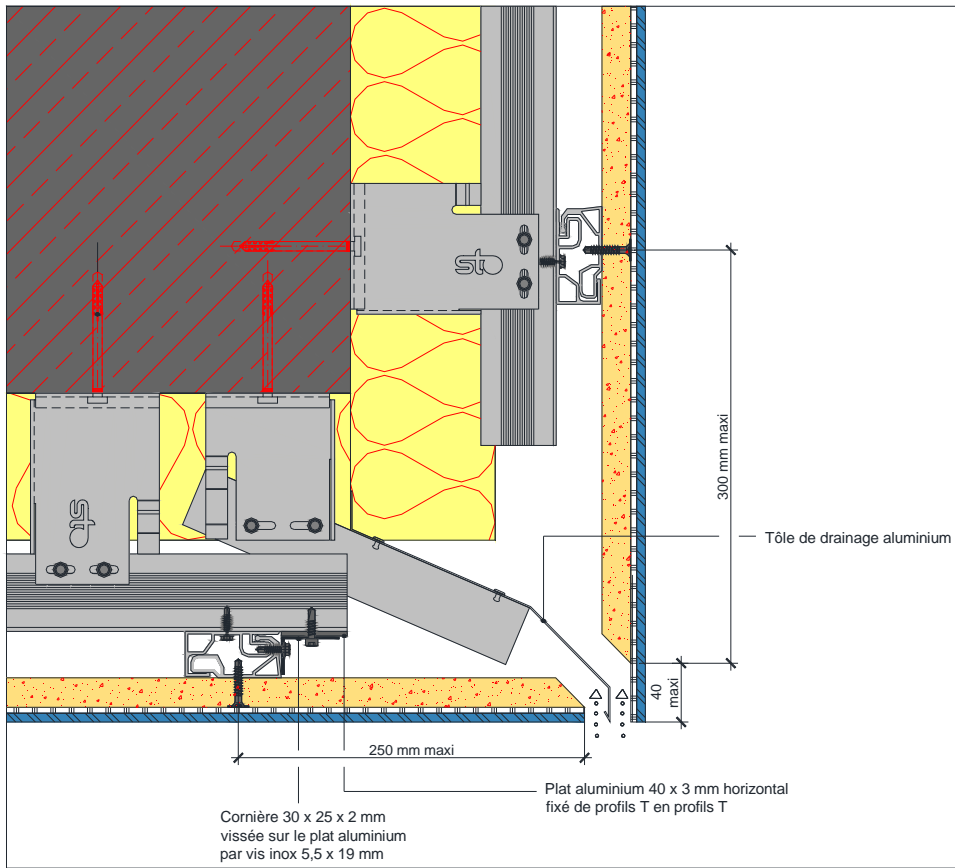 sto
300 mm maxi
Tôle de drainage aluminium
sto
40
maxi
250 mm maxi
Plat aluminium 40 x 3 mm horizontal
fixé de profils T en profils T
Cornière 30 x 25 x 2 mm
vissée sur le plat aluminium
par vis inox 5,5 x 19 mm